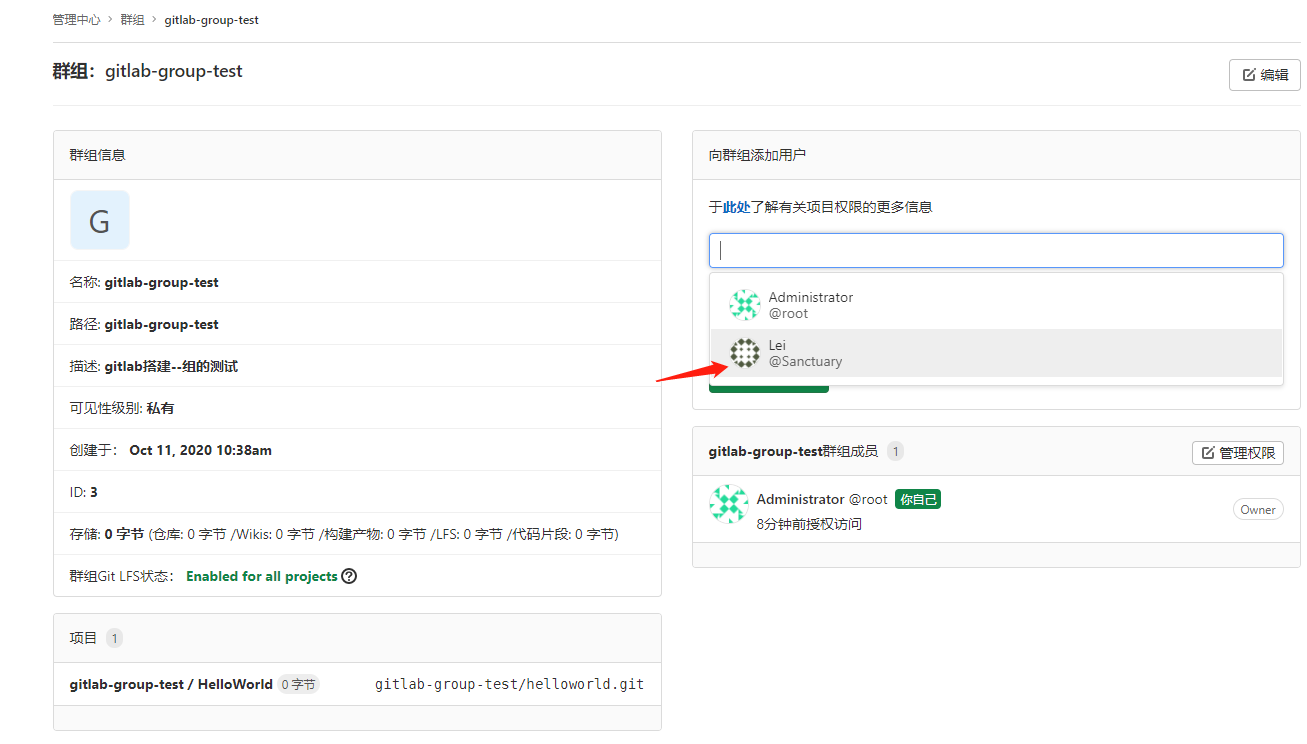 管理中心 › 群组 › gitlab-group-test
群组：gitlab-group-test
编辑
群组信息
G
名称: gitlab-group-test
路径: gitlab-group-test
描述: gitlab搭建--组的测试
可见性级别: 私有
创建于： Oct 11, 2020 10:38am
ID: 3
存储: 0 字节 (仓库: 0 字节 /Wikis: 0 字节 /构建产物: 0 字节 /LFS: 0 字节 /代码片段: 0 字节)
群组Git LFS状态： Enabled for all projects ?
项目 1
gitlab-group-test / HelloWorld 0 字节 gitlab-group-test/helloworld.git
向群组添加用户
于此处了解有关项目权限的更多信息
Administrator
@root
Lei
@Sanctuary
gitlab-group-test群组成员 1
管理权限
Administrator @root 你自己
8分钟前授权访问
Owner